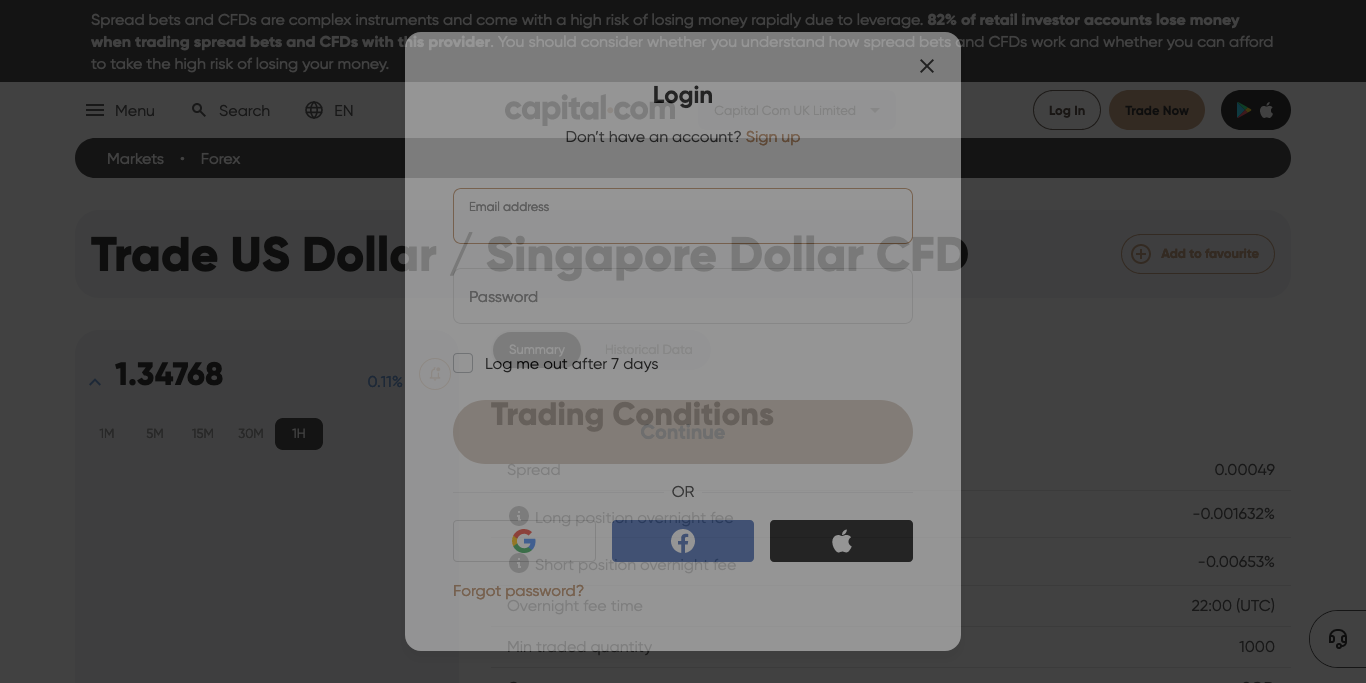 Spread bets and CFDs are complex instruments and come with a high risk of losing money rapidly due to leverage. 82% of retail investor accounts lose money
when trading spread bets and CFDs with this provider. You should consider whether you understand how spread bets and CFDs work and whether you can afford
to take the high risk of losing your money.
Menu
Search
EN
capital.com
Capital Com UK Limited
Log In
Trade Now
Markets • Forex
Login
Don't have an account? Sign up
Email address
Password
Log me out after 7 days
Continue
OR
Forgot password?
Trade US Dollar / Singapore Dollar CFD
Add to favourite
1.34768
0.11%
1M 5M 15M 30M 1H
Summary
Historical Data
Trading Conditions
Spread 0.00049
Long position overnight fee -0.001632%
Short position overnight fee -0.00653%
Overnight fee time 22:00 (UTC)
Min traded quantity 1000